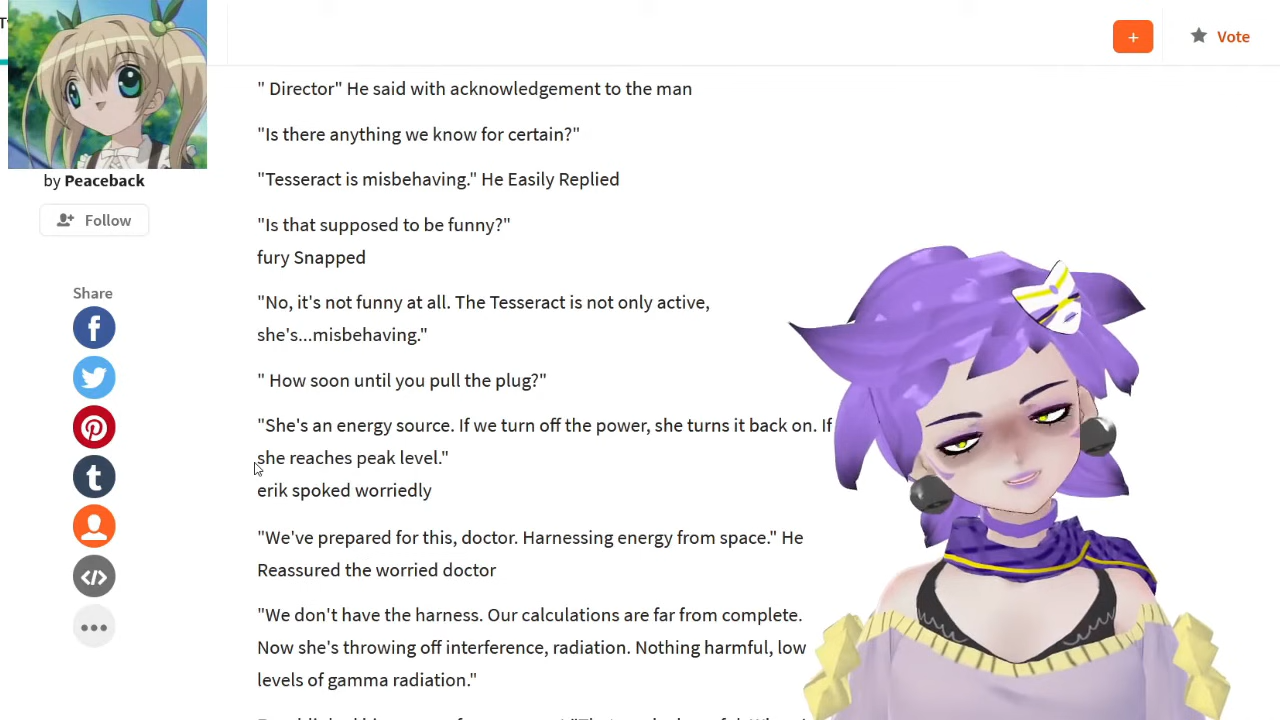 +
Vote
" Director" He said with acknowledgement to the man
"Is there anything we know for certain?"
"Tesseract is misbehaving." He Easily Replied
by Peaceback
Follow
"Is that supposed to be funny?"
fury Snapped
Share
"No, it's not funny at all. The Tesseract is not only active,
she's...misbehaving."
" How soon until you pull the plug?"
"She's an energy source. If we turn off the power, she turns it back on. If
she reaches peak level."
erik spoked worriedly
"We've prepared for this, doctor. Harnessing energy from space." He
Reassured the worried doctor
"We don't have the harness. Our calculations are far from complete.
Now she's throwing off interference, radiation. Nothing harmful, low
levels of gamma radiation."